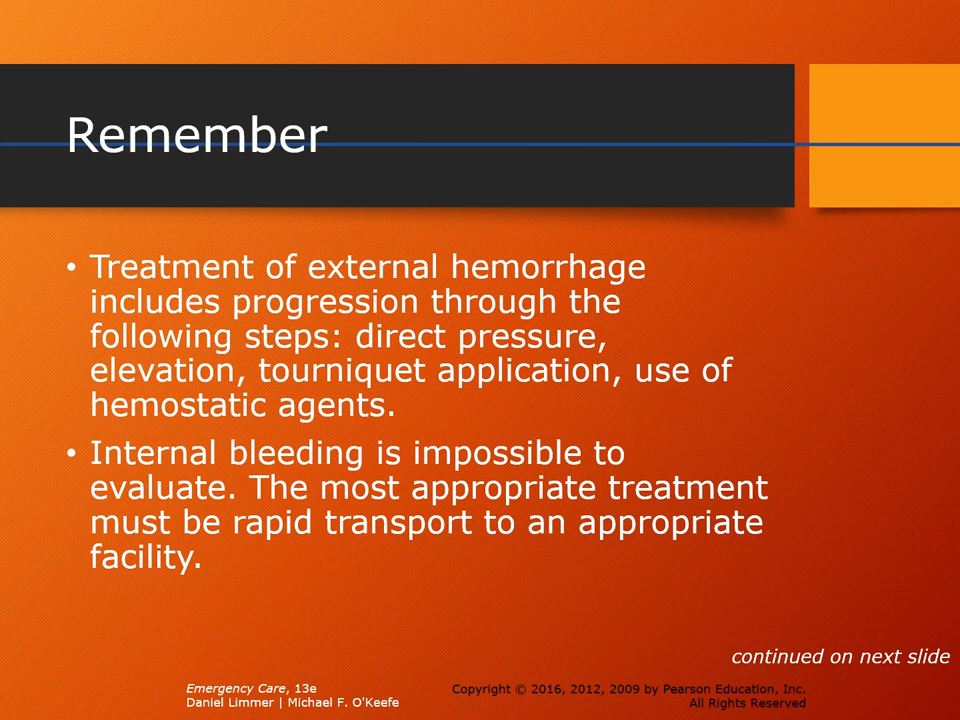 Remember
• Treatment of external hemorrhage
includes progression through the
following steps: direct pressure,
elevation, tourniquet application, use of
hemostatic agents.
• Internal bleeding is impossible to
evaluate. The most appropriate treatment
must be rapid transport to an appropriate
facility.
continued on next slide
Emergency Care, 13e
Daniel Limmer | Michael F. O'Keefe
Copyright © 2016, 2012, 2009 by Pearson Education, Inc.
All Rights Reserved